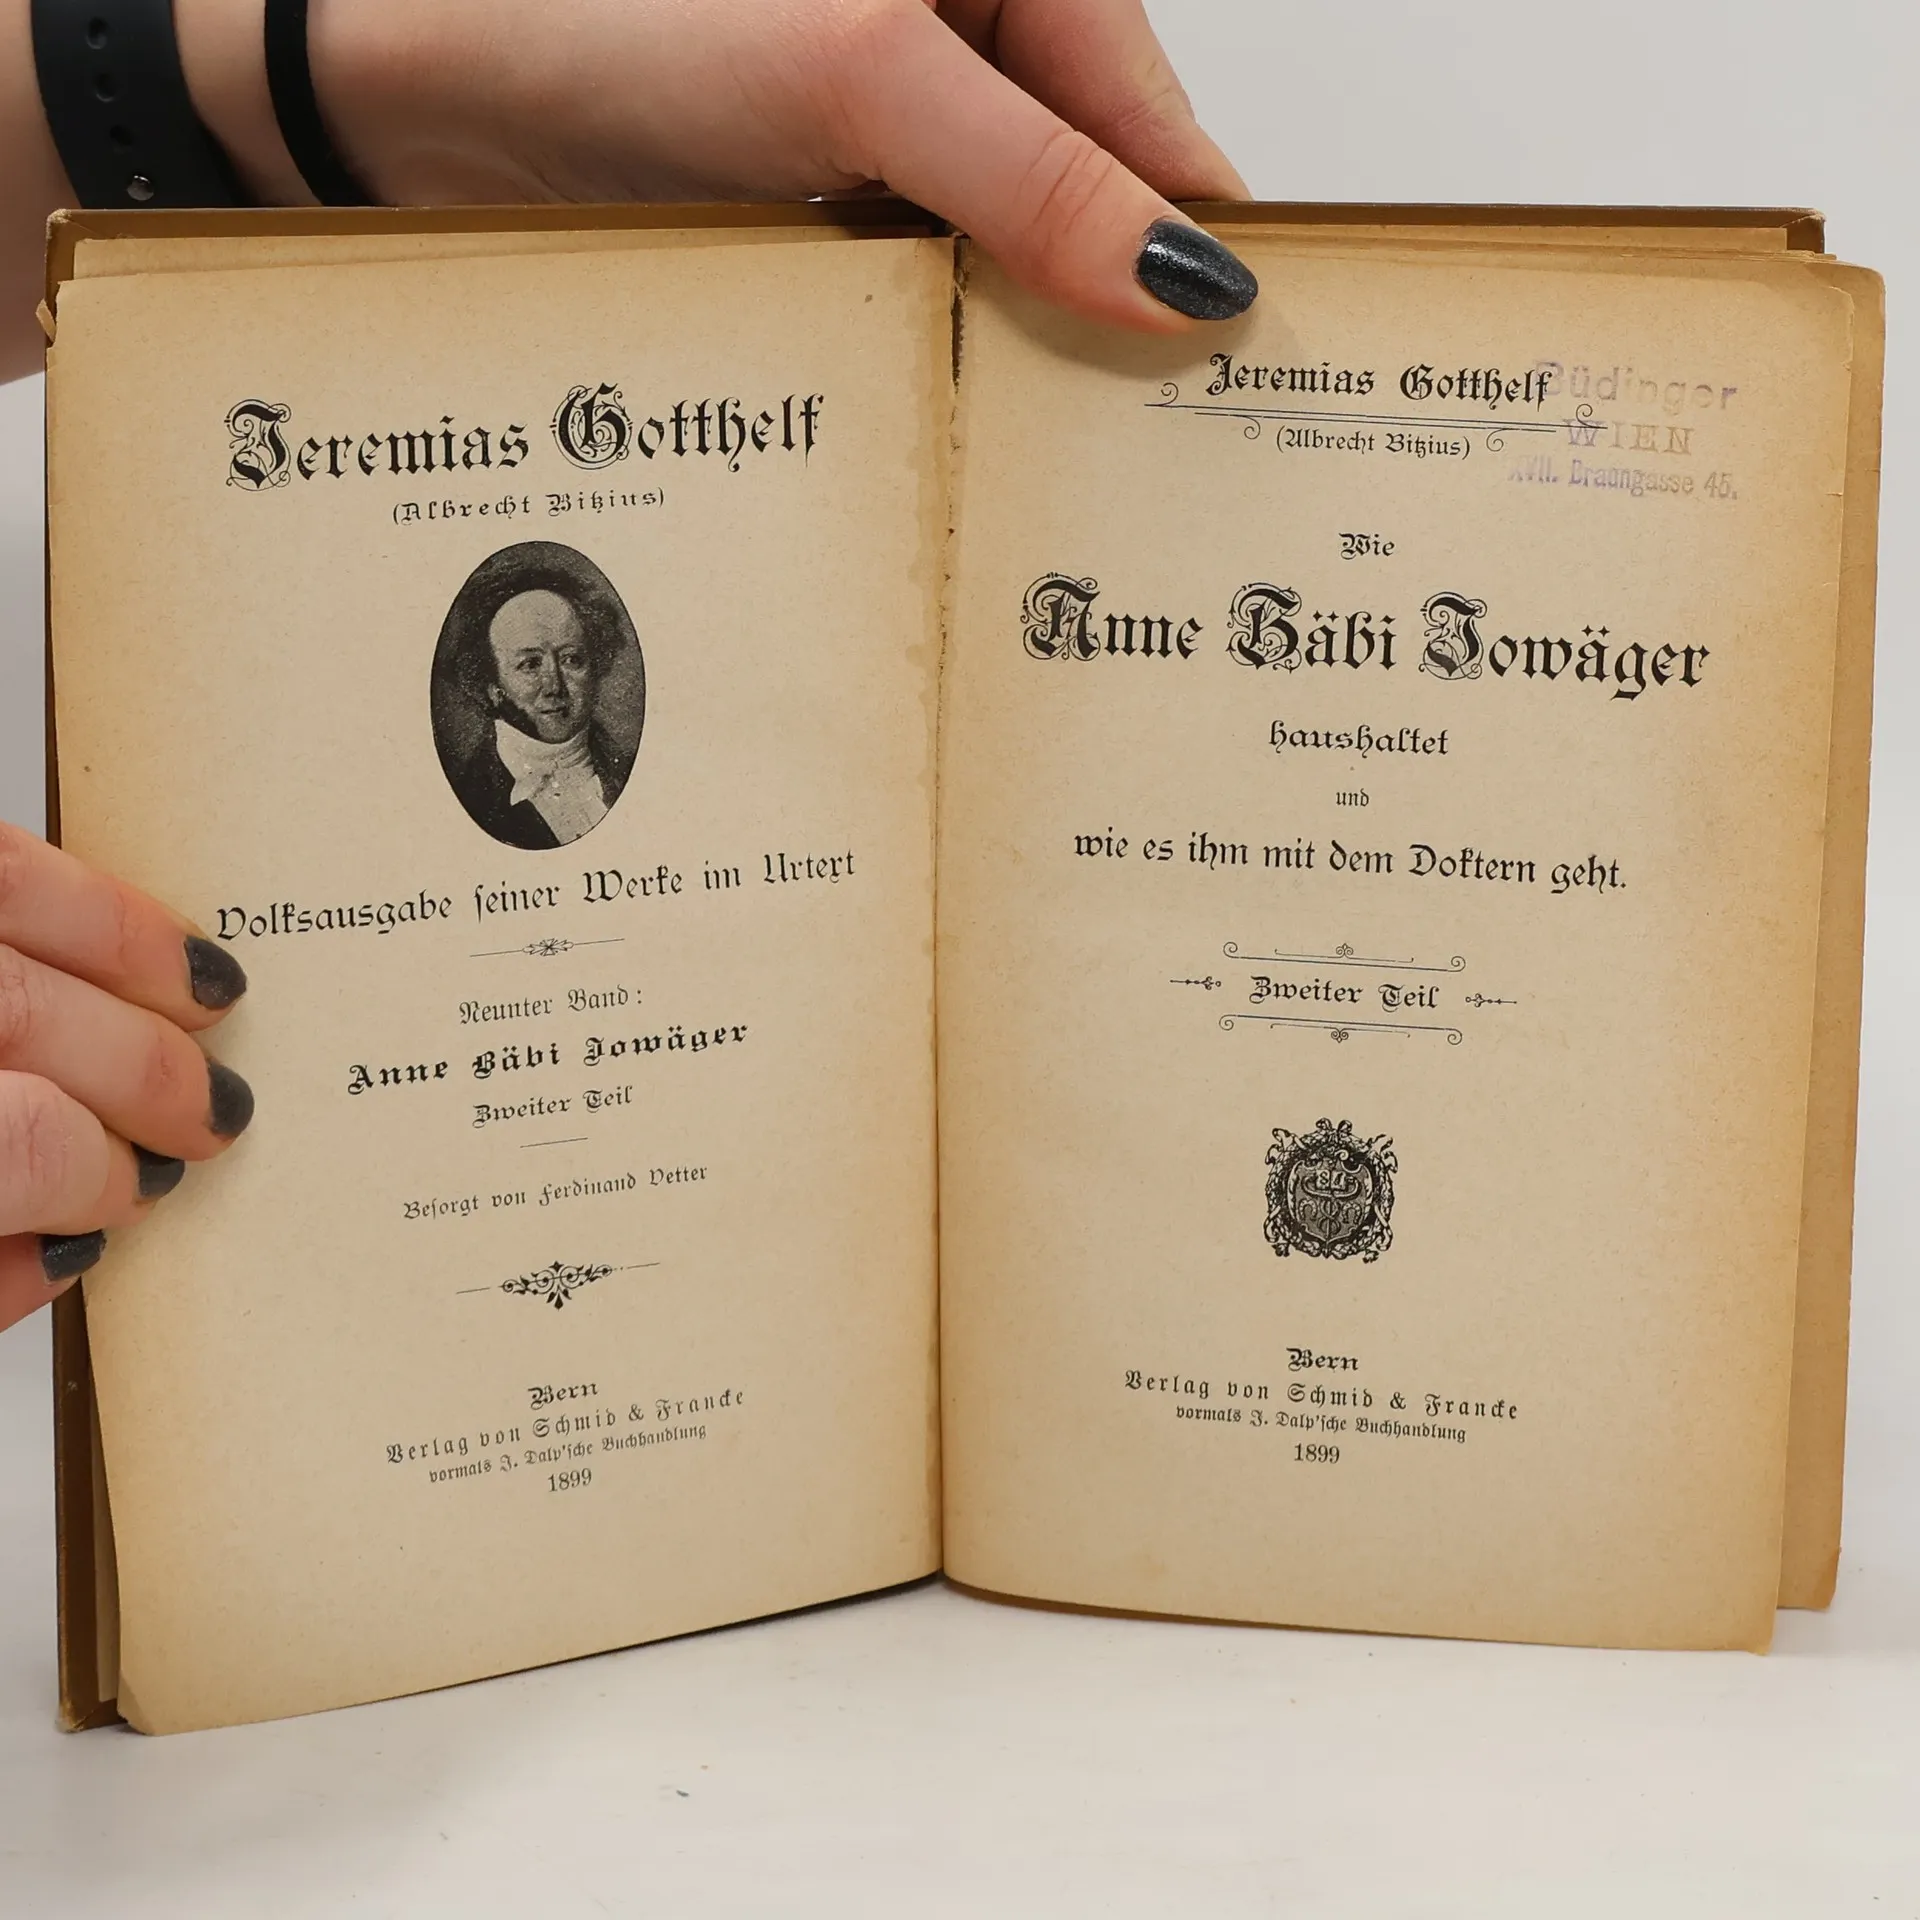 Jeremias Gotthelf
(Albrecht Bitzius)
Volksausgabe seiner Werke im Urtext
Neunter Band:
Anne Bäbi Jowäger
Zweiter Teil
Besorgt von Ferdinand Vetter
Bern
Verlag von Schmid & Francke
vormals J. Dalp'sche Buchhandlung
1899
Jeremias Gotthelf
(Albrecht Bitzius)
Büdinger
WIEN
XVII. Braungasse 45.
Wie
Anne Bäbi Jowäger
haushaltet
und
wie es ihm mit dem Doktern geht.
Zweiter Teil
Bern
Verlag von Schmid & Francke
vormals J. Dalp'sche Buchhandlung
1899